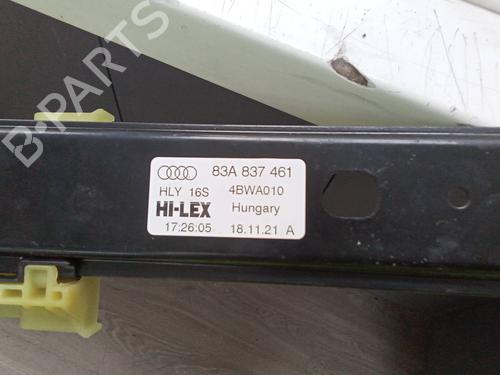 B-PARTS
83A 837 461
HLY 16S 4BWA010
HI-LEX Hungary
17:26:05 18.11.21 A